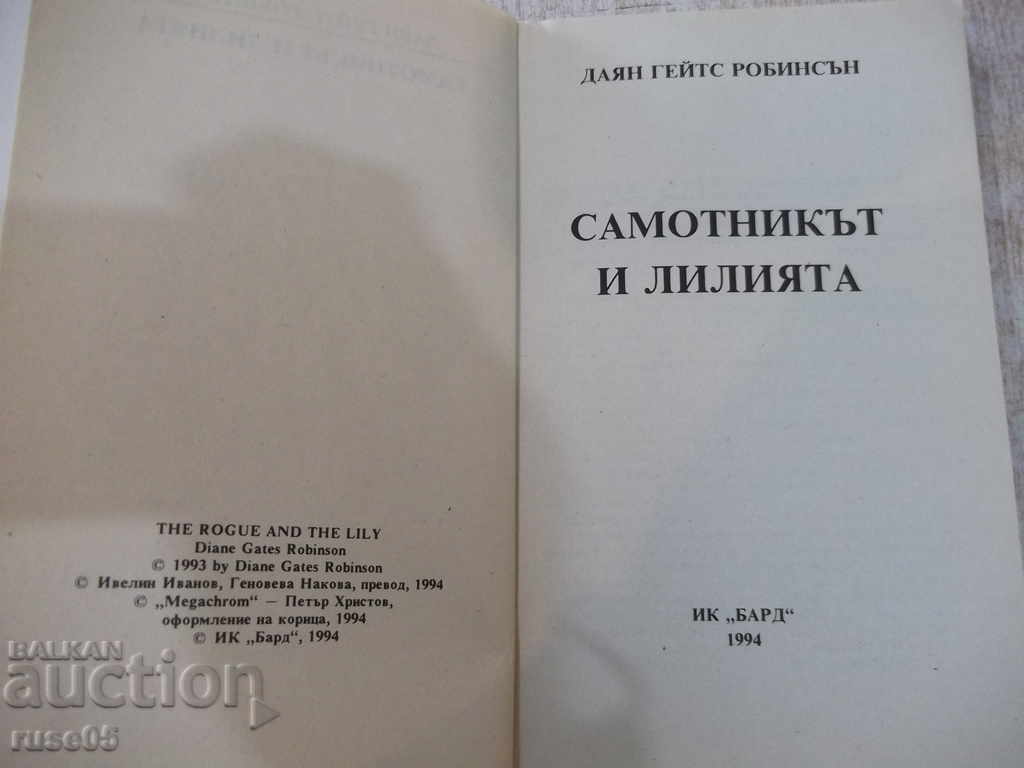 THE ROGUE AND THE LILY
Diane Gates Robinson
© 1993 by Diane Gates Robinson
© Ивелин Иванов, Геновева Накова, превод, 1994
© „Megachrom“ — Петър Христов,
оформление на корица, 1994
© ИК „Бард“, 1994
ДАЯН ГЕЙТС РОБИНСЪН
САМОТНИКЪТ
И ЛИЛИЯТА
ИК „БАРД“
1994
BALKAN
auction
ruse05